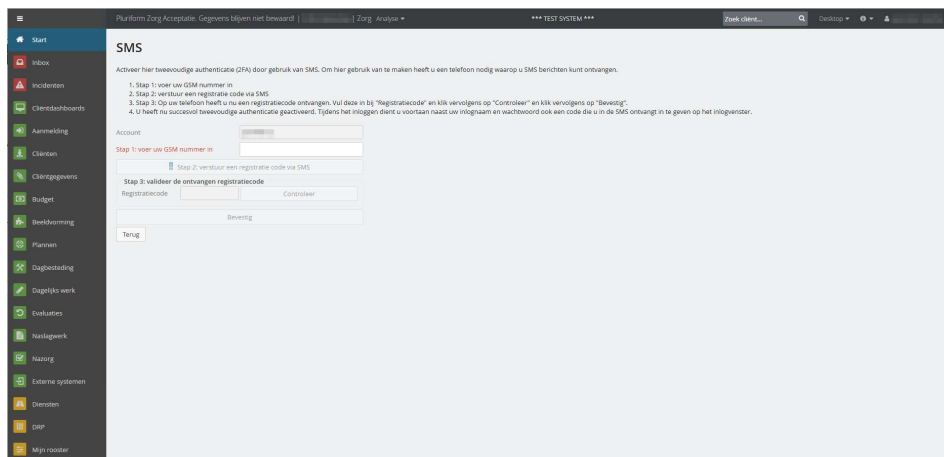 Pluriform Zorg Acceptatie. Gegevens blijven niet bewaard! | | Zorg Analyse
*** TEST SYSTEM ***
Zoek cliënt...
Desktop
Start
Inbox
Incidenten
Cliëntdashboards
Aanmelding
Cliënten
Cliëntgegevens
Budget
Beeldvorming
Plannen
Dagbesteding
Dagelijks werk
Evaluaties
Naslagwerk
Nazorg
Externe systemen
Diensten
DRP
Mijn rooster
SMS
Activeer hier tweevoudige authenticatie (2FA) door gebruik van SMS. Om hier gebruik van te maken heeft u een telefoon nodig waarop u SMS berichten kunt ontvangen.
1. Stap 1: voer uw GSM nummer in
2. Stap 2: verstuur een registratie code via SMS
3. Stap 3: Op uw telefoon heeft u nu een registratiecode ontvangen. Vul deze in bij "Registratiecode" en klik vervolgens op "Controleer" en klik vervolgens op "Bevestig".
4. U heeft nu succesvol tweevoudige authenticatie geactiveerd. Tijdens het inloggen dient u voortaan naast uw inlognaam en wachtwoord ook een code die u in de SMS ontvangt in te geven op het inlogvenster.
Account
Stap 1: voer uw GSM nummer in
Stap 2: verstuur een registratie code via SMS
Stap 3: valideer de ontvangen registratiecode
Registratiecode
Controleer
Bevestig
Terug